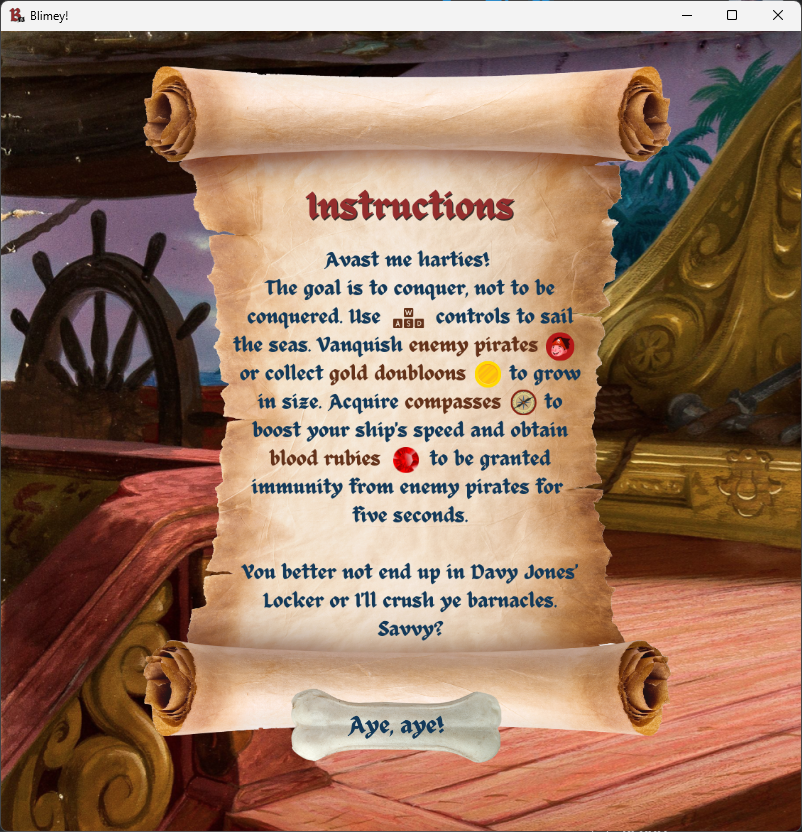 Blimey!
Instructions
Avast me harties!
The goal is to conquer, not to be
conquered. Use W A S D controls to sail
the seas. Vanquish enemy pirates
or collect gold doubloons to grow
in size. Acquire compasses to
boost your ship's speed and obtain
blood rubies to be granted
immunity from enemy pirates for
five seconds.
You better not end up in Davy Jones'
Locker or I'll crush ye barnacles.
Savvy?
Aye, aye!